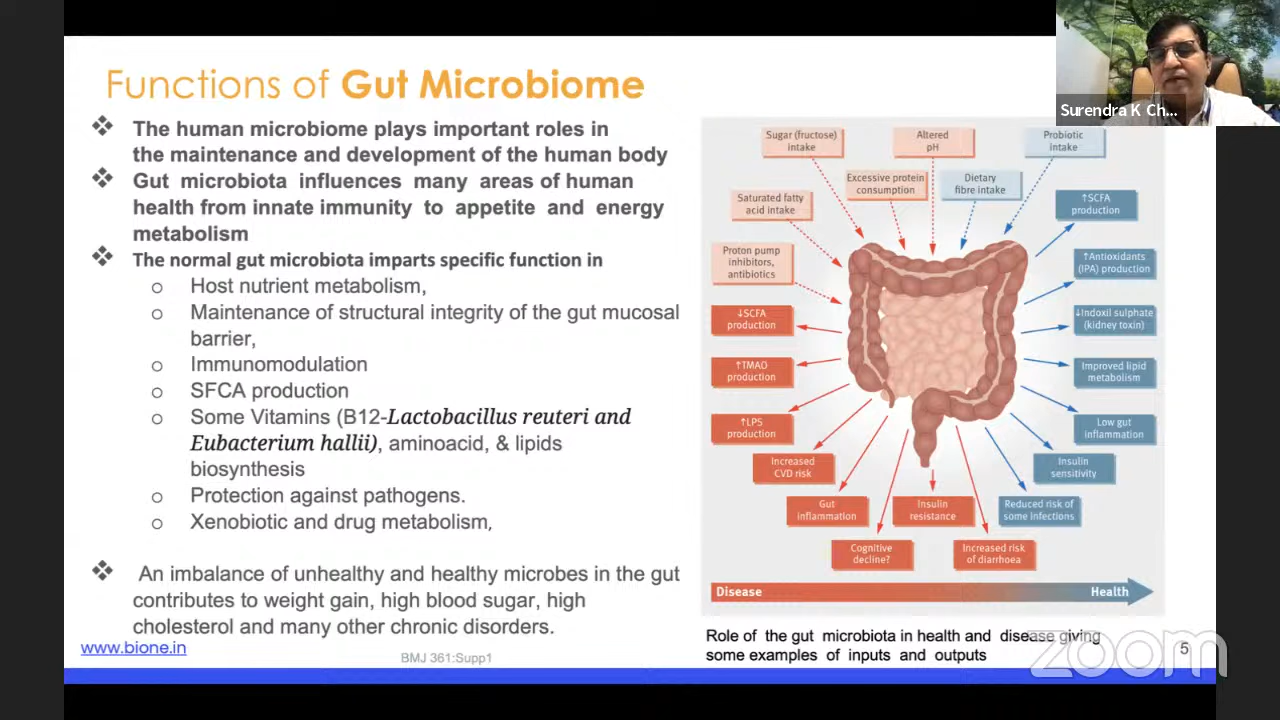 Functions of Gut Microbiome
Surendra K Ch...
❖ The human microbiome plays important roles in
the maintenance and development of the human body
❖ Gut microbiota influences many areas of human
health from innate immunity to appetite and energy
metabolism
❖ The normal gut microbiota imparts specific function in
o Host nutrient metabolism,
o Maintenance of structural integrity of the gut mucosal
barrier,
o Immunomodulation
o SFCA production
o Some Vitamins (B12-Lactobacillus reuteri and
Eubacterium hallii), aminoacid, & lipids
biosynthesis
o Protection against pathogens.
o Xenobiotic and drug metabolism,
❖ An imbalance of unhealthy and healthy microbes in the gut
contributes to weight gain, high blood sugar, high
cholesterol and many other chronic disorders.
www.bione.in
BMJ 361:Supp1
Sugar (fructose)
intake
Altered
pH
Probiotic
intake
Excessive protein
consumption
Dietary
fibre intake
Saturated fatty
acid intake
↑SCFA
production
Proton pump
inhibitors,
antibiotics
↑Antioxidants
(IPA) production
↓SCFA
production
↓Indoxil sulphate
(kidney toxin)
↑TMAO
production
Improved lipid
metabolism
↑LPS
production
Low gut
inflammation
Increased
CVD risk
Insulin
sensitivity
Gut
inflammation
Insulin
resistance
Reduced risk of
some infections
Cognitive
decline?
Increased risk
of diarrhoea
Disease
Health
Role of the gut microbiota in health and disease giving
some examples of inputs and outputs
5
zoom